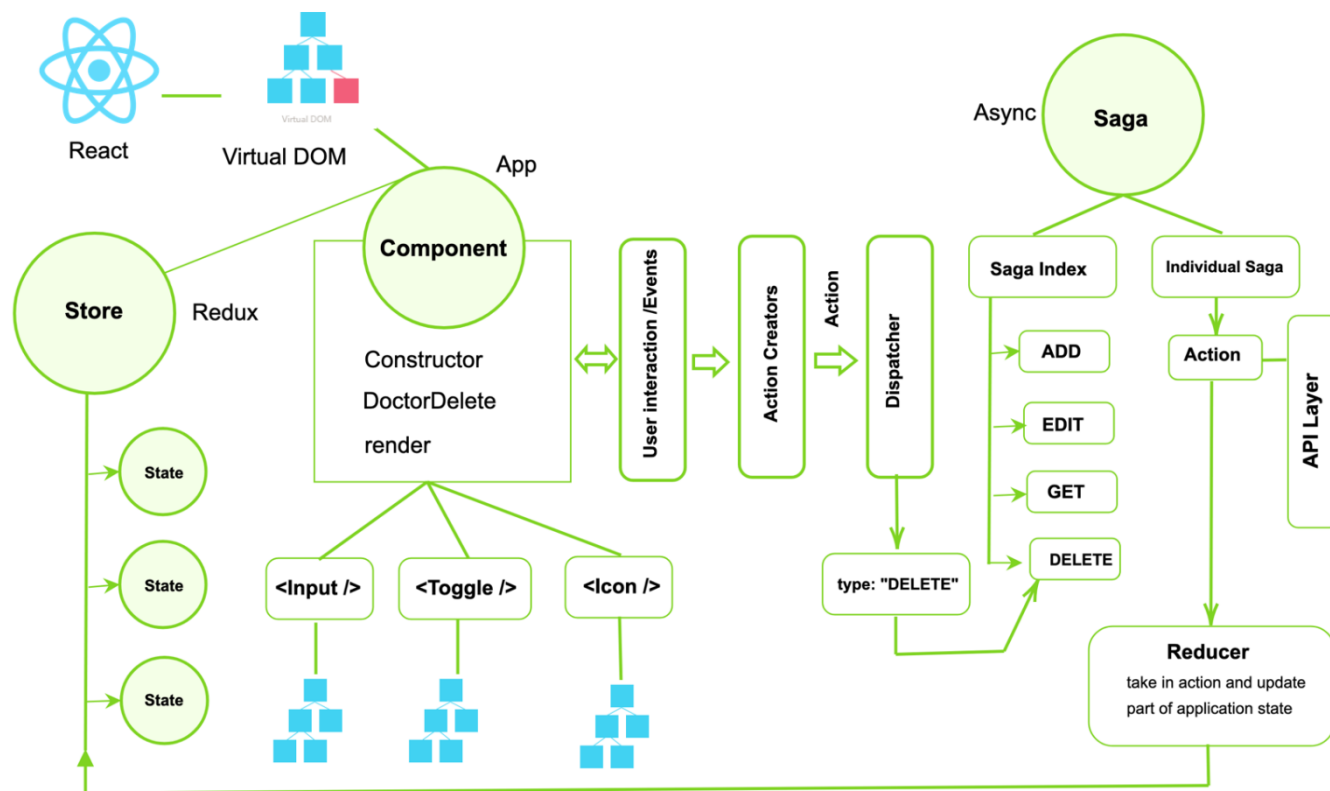 React
Virtual DOM
Virtual DOM
App
Component
Store
Redux
Constructor
DoctorDelete
render
State
State
State
<Input />
<Toggle />
<Icon />
User interaction /Events
Action Creators
Action
Dispatcher
type: "DELETE"
Async
Saga
Saga Index
Individual Saga
ADD
EDIT
GET
DELETE
Action
API Layer
Reducer
take in action and update
part of application state